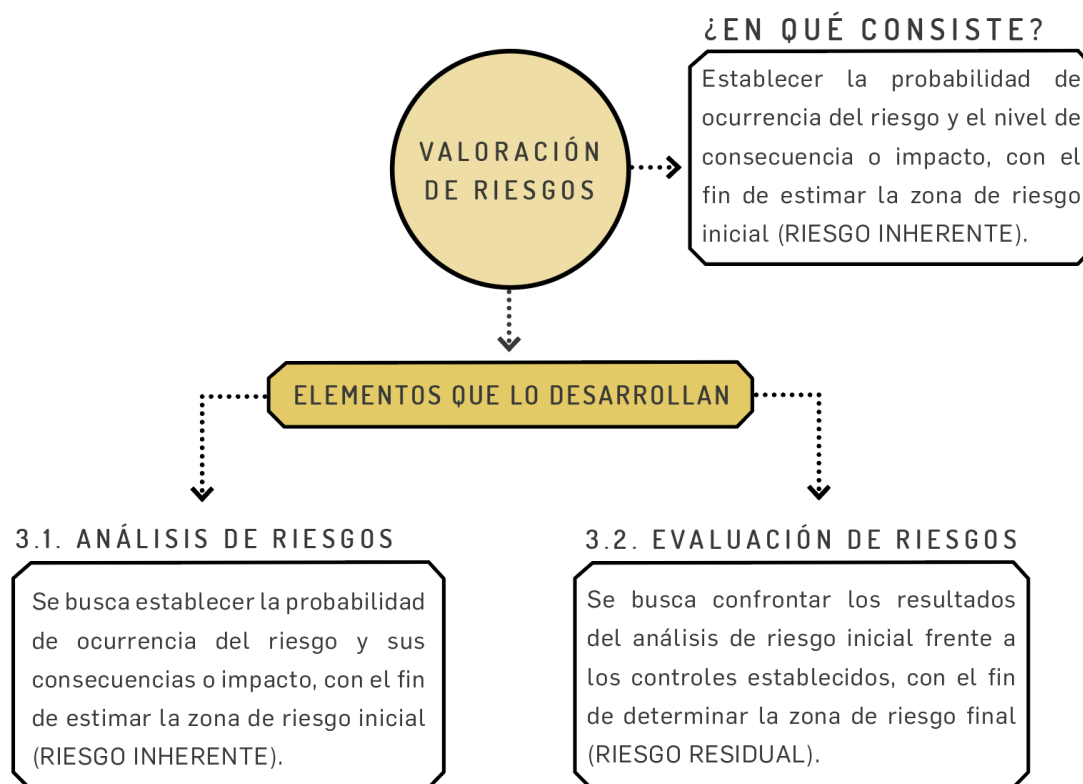 ¿EN QUÉ CONSISTE?
Establecer la probabilidad de
ocurrencia del riesgo y el nivel de
consecuencia o impacto, con el
fin de estimar la zona de riesgo
inicial (RIESGO INHERENTE).
VALORACIÓN
DE RIESGOS
ELEMENTOS QUE LO DESARROLLAN
3.1. ANÁLISIS DE RIESGOS
Se busca establecer la probabilidad
de ocurrencia del riesgo y sus
consecuencias o impacto, con el fin
de estimar la zona de riesgo inicial
(RIESGO INHERENTE).
3.2. EVALUACIÓN DE RIESGOS
Se busca confrontar los resultados
del análisis de riesgo inicial frente a
los controles establecidos, con el fin
de determinar la zona de riesgo final
(RIESGO RESIDUAL).